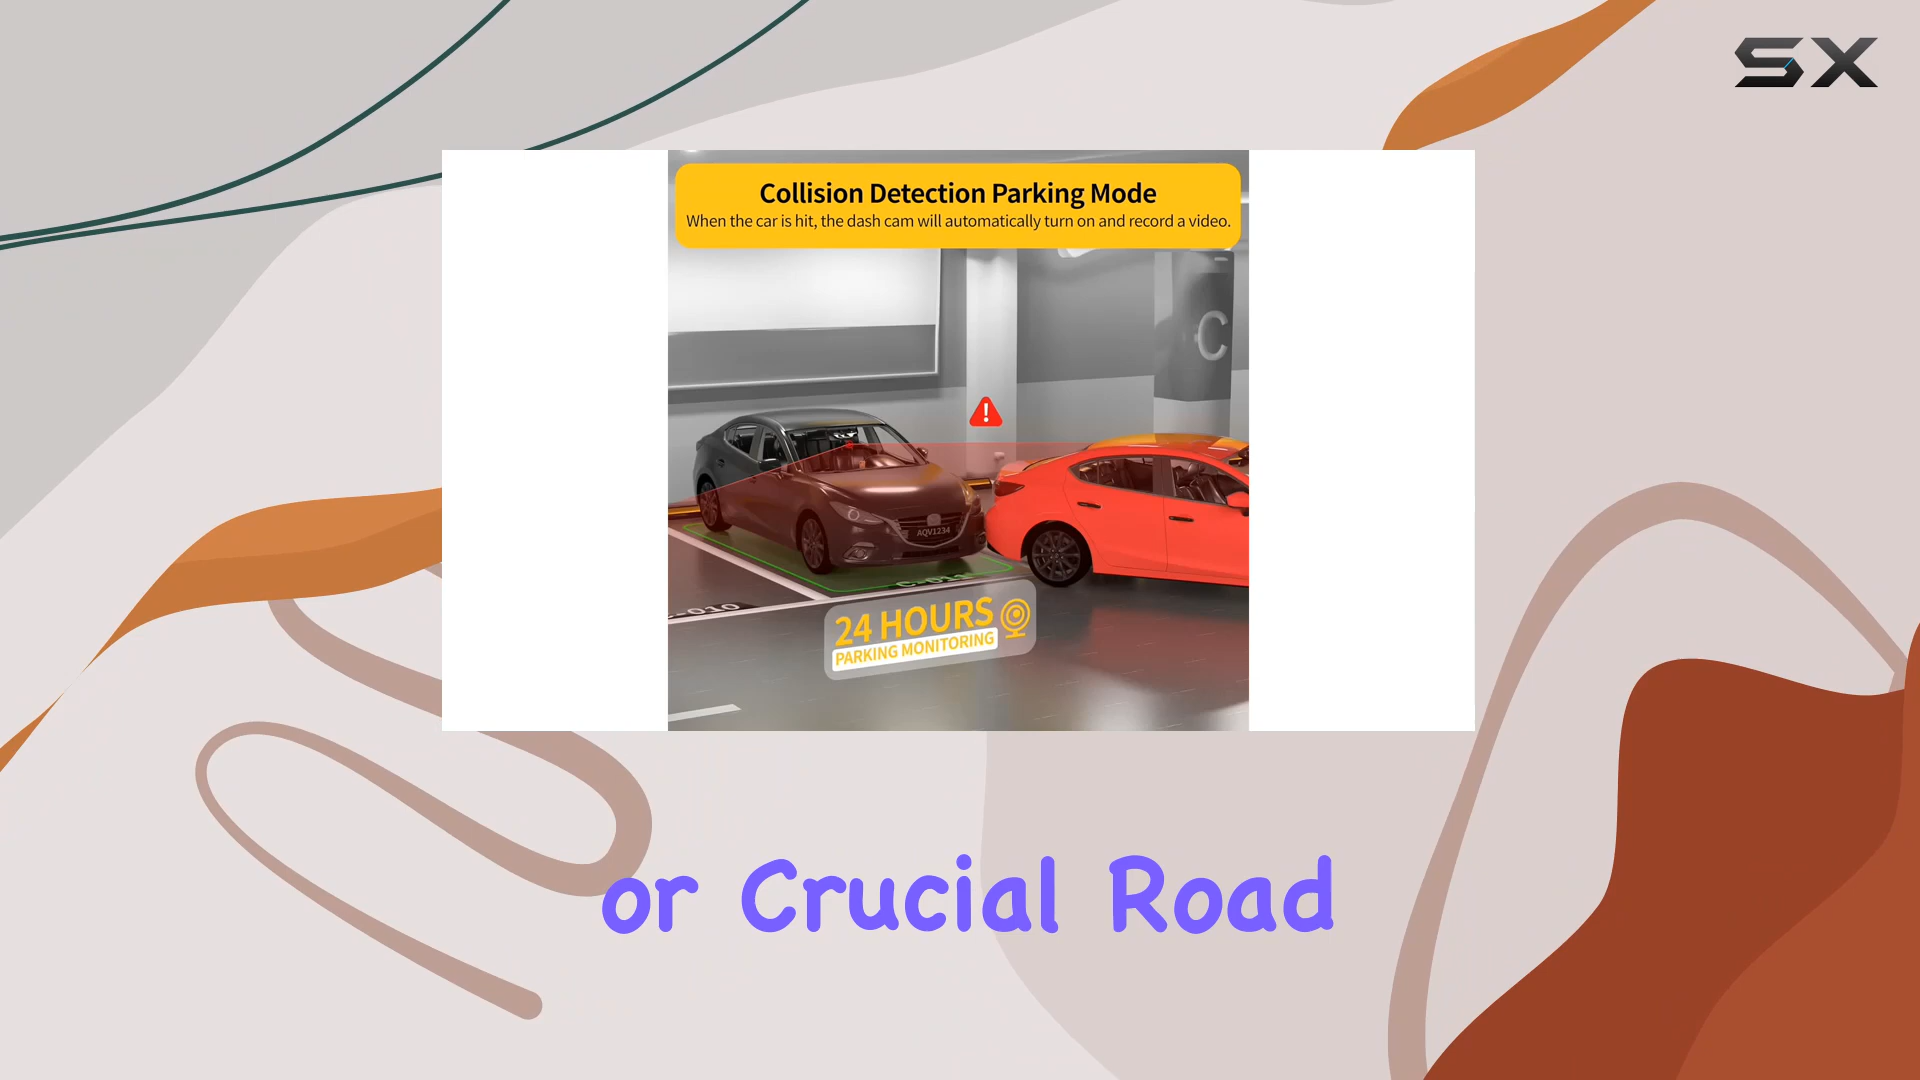 SX
Collision Detection Parking Mode
When the car is hit, the dash cam will automatically turn on and record a video.
C
!
AQV1234
24 HOURS
PARKING MONITORING
or Crucial Road